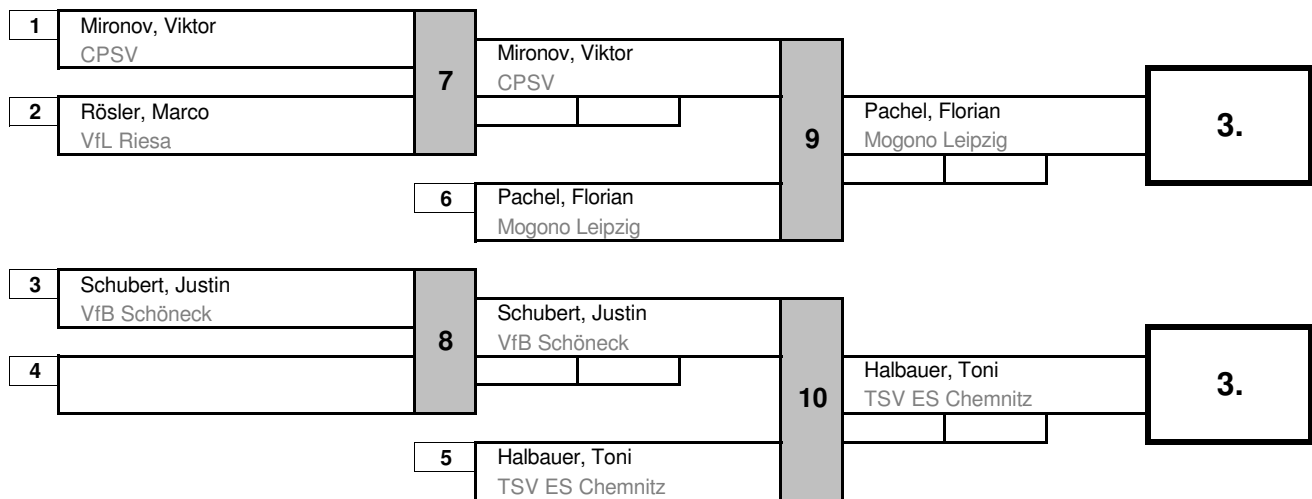 1
Mironov, Viktor
CPSV
7
Mironov, Viktor
CPSV
9
Pachel, Florian
Mogono Leipzig
3.
2
Rösler, Marco
VfL Riesa
6
Pachel, Florian
Mogono Leipzig
3
Schubert, Justin
VfB Schöneck
8
Schubert, Justin
VfB Schöneck
10
Halbauer, Toni
TSV ES Chemnitz
3.
4
5
Halbauer, Toni
TSV ES Chemnitz